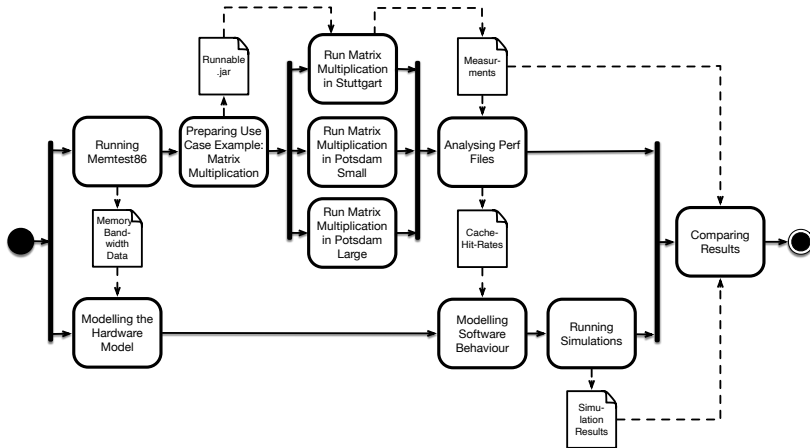 Runnable
.jar
Run Matrix
Multiplication
in Stuttgart
Measur-
ments
Running
Memtest86
Preparing Use
Case Example:
Matrix
Multiplication
Run Matrix
Multiplication
in Potsdam
Small
Analysing Perf
Files
Memory
Band-
width
Data
Run Matrix
Multiplication
in Potsdam
Large
Cache-
Hit-Rates
Comparing
Results
Modelling the
Hardware
Model
Modelling
Software
Behaviour
Running
Simulations
Simu-
lation
Results